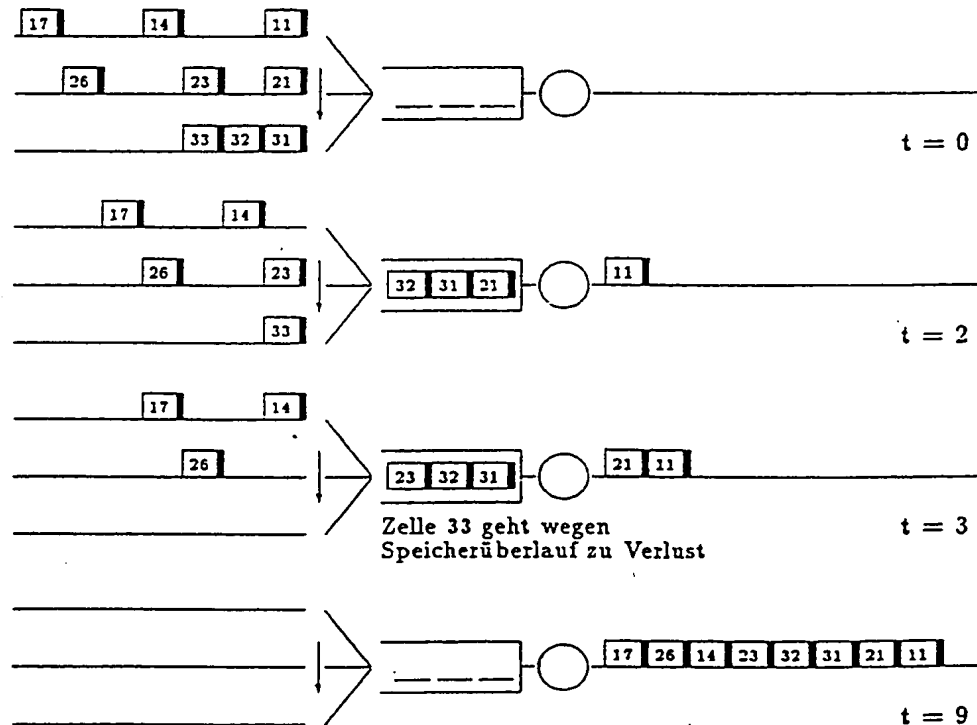 17 14 11
26 23 21
33 32 31
t = 0
17 14
26 23 32 31 21 11
33
t = 2
17 14
26 23 32 31 21 11
Zelle 33 geht wegen
Speicherüberlauf zu Verlust
t = 3
17 26 14 23 32 31 21 11
t = 9